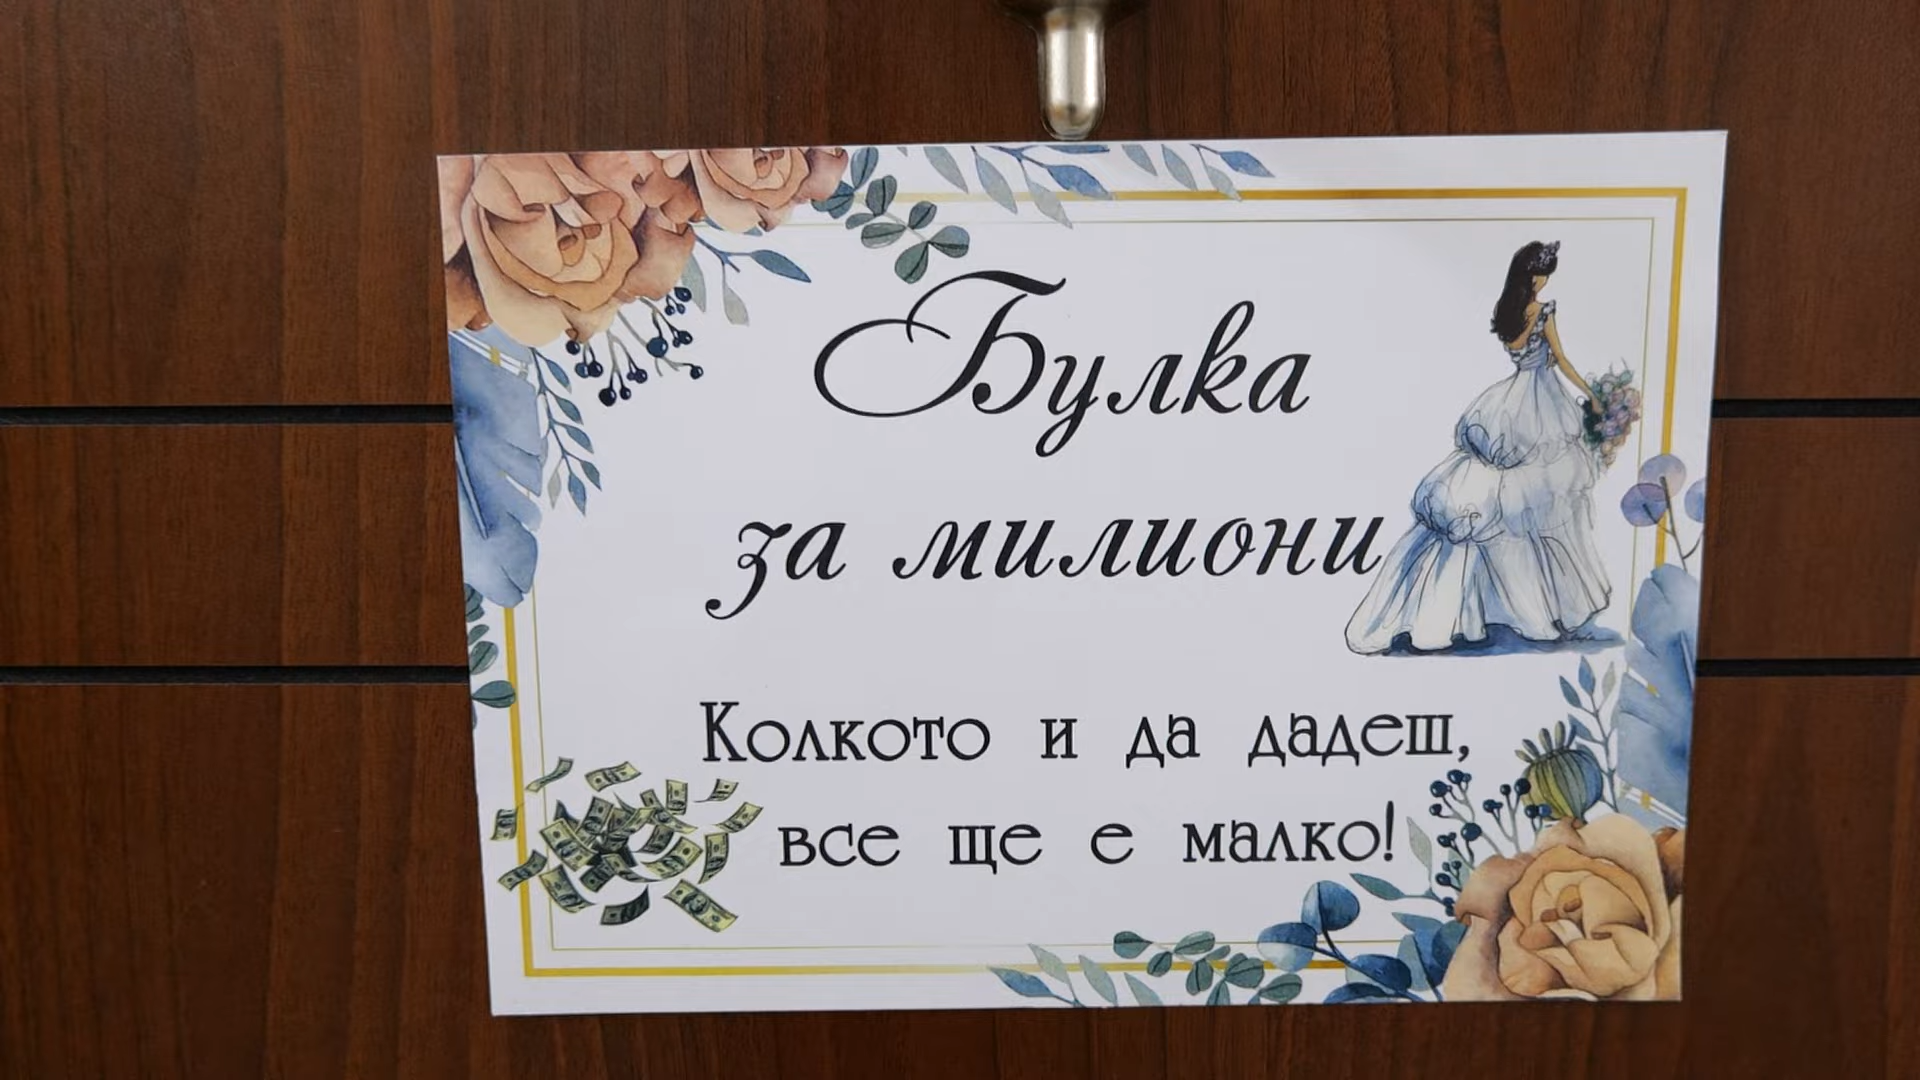 Булка
за милиони
Колкото и да дадеш,
все ще е малко!